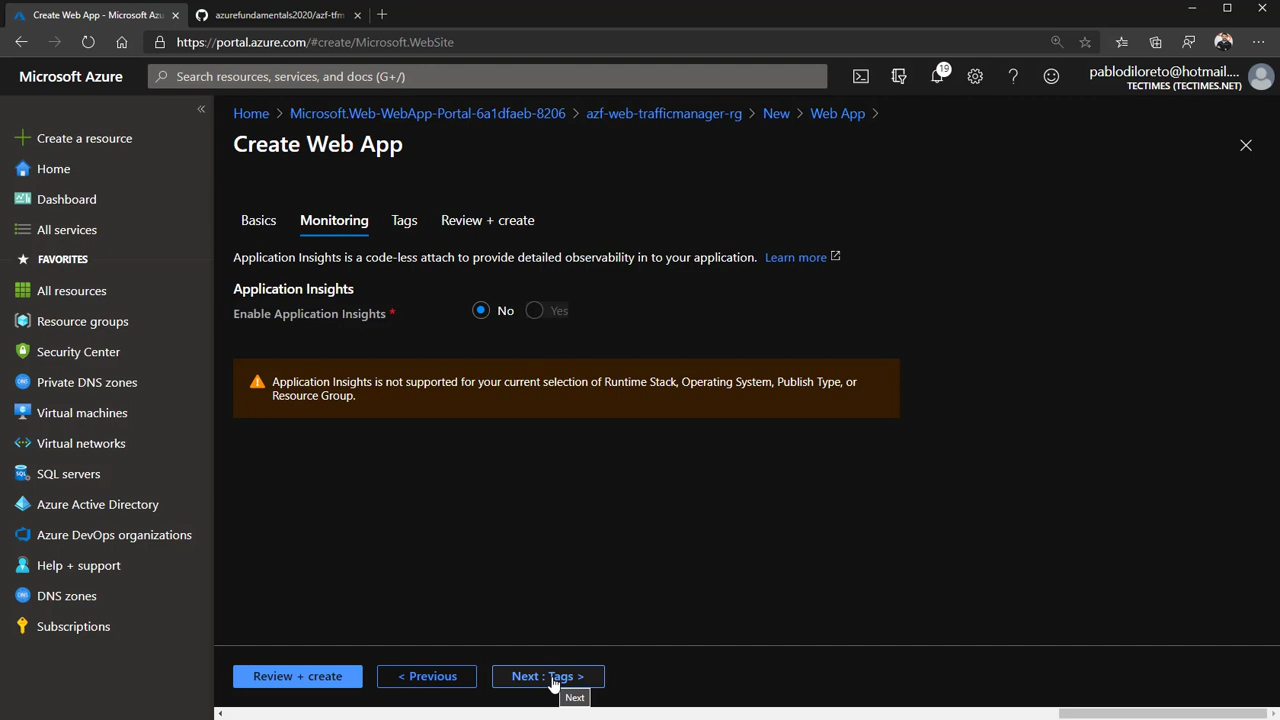 Create Web App - Microsoft Azu
azurefundamentals2020/azf-tfm
https://portal.azure.com/#create/Microsoft.WebSite
Microsoft Azure
Search resources, services, and docs (G+/)
19
pablodiloreto@hotmail....
TECTIMES (TECTIMES.NET)
Create a resource
Home
Dashboard
All services
FAVORITES
All resources
Resource groups
Security Center
Private DNS zones
Virtual machines
Virtual networks
SQL servers
Azure Active Directory
Azure DevOps organizations
Help + support
DNS zones
Subscriptions
Home > Microsoft.Web-WebApp-Portal-6a1dfaeb-8206 > azf-web-trafficmanager-rg > New > Web App >
Create Web App
Basics Monitoring Tags Review + create
Application Insights is a code-less attach to provide detailed observability in to your application. Learn more
Application Insights
Enable Application Insights * No Yes
Application Insights is not supported for your current selection of Runtime Stack, Operating System, Publish Type, or
Resource Group.
Review + create < Previous Next : Tags >
Next